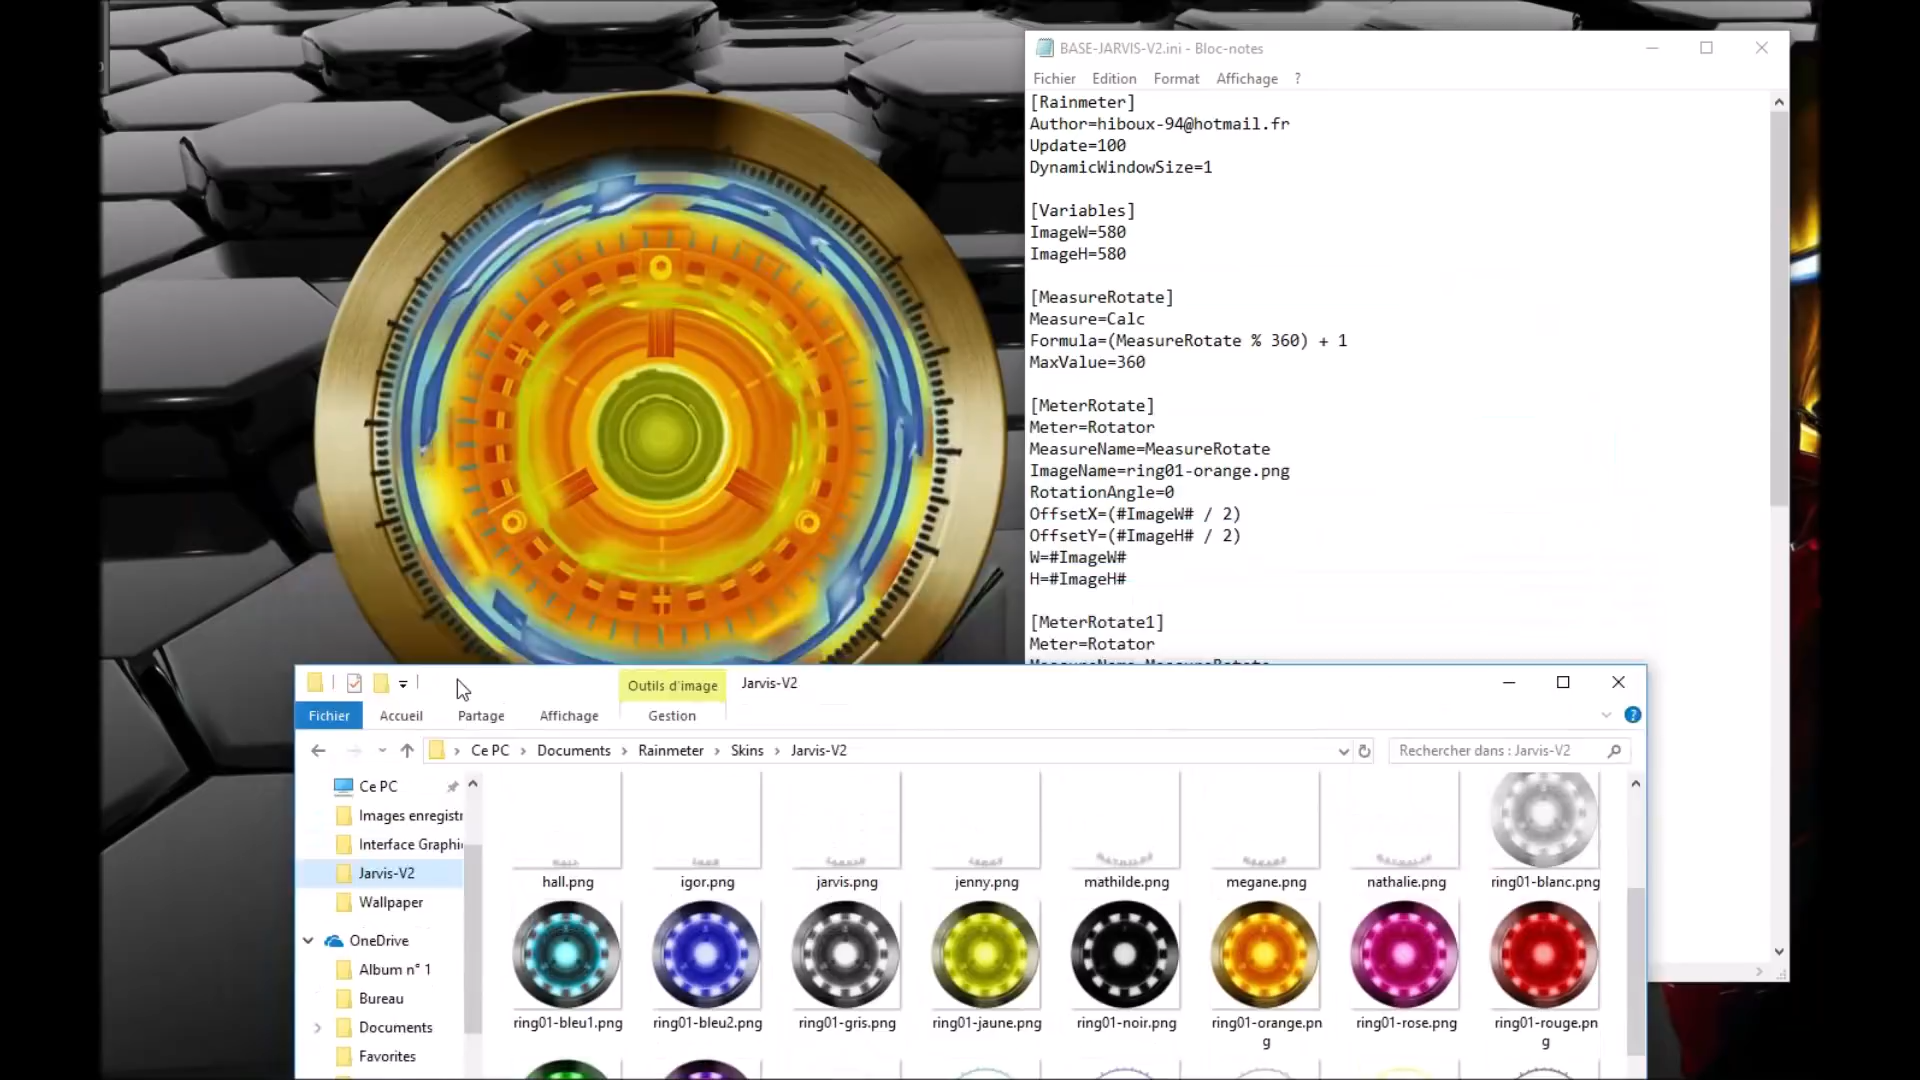 BASE-JARVIS-V2.ini - Bloc-notes
Fichier Edition Format Affichage ?
[Rainmeter]
Author=hiboux-94@hotmail.fr
Update=100
DynamicWindowSize=1
[Variables]
ImageW=580
ImageH=580
[MeasureRotate]
Measure=Calc
Formula=(MeasureRotate % 360) + 1
MaxValue=360
[MeterRotate]
Meter=Rotator
MeasureName=MeasureRotate
ImageName=ring01-orange.png
RotationAngle=0
OffsetX=(#ImageW# / 2)
OffsetY=(#ImageH# / 2)
W=#ImageW#
H=#ImageH#
[MeterRotate1]
Meter=Rotator
Outils d'image Jarvis-V2
Fichier Accueil Partage Affichage Gestion
Ce PC Documents Rainmeter Skins Jarvis-V2
Rechercher dans : Jarvis-V2
Ce PC
Images enregistr
Interface Graphi
Jarvis-V2
Wallpaper
OneDrive
Album n° 1
Bureau
Documents
Favorites
hall.png igor.png jarvis.png jenny.png mathilde.png megane.png nathalie.png ring01-blanc.png
ring01-bleu1.png ring01-bleu2.png ring01-gris.png ring01-jaune.png ring01-noir.png ring01-orange.pn ring01-rose.png ring01-rouge.pn
g g